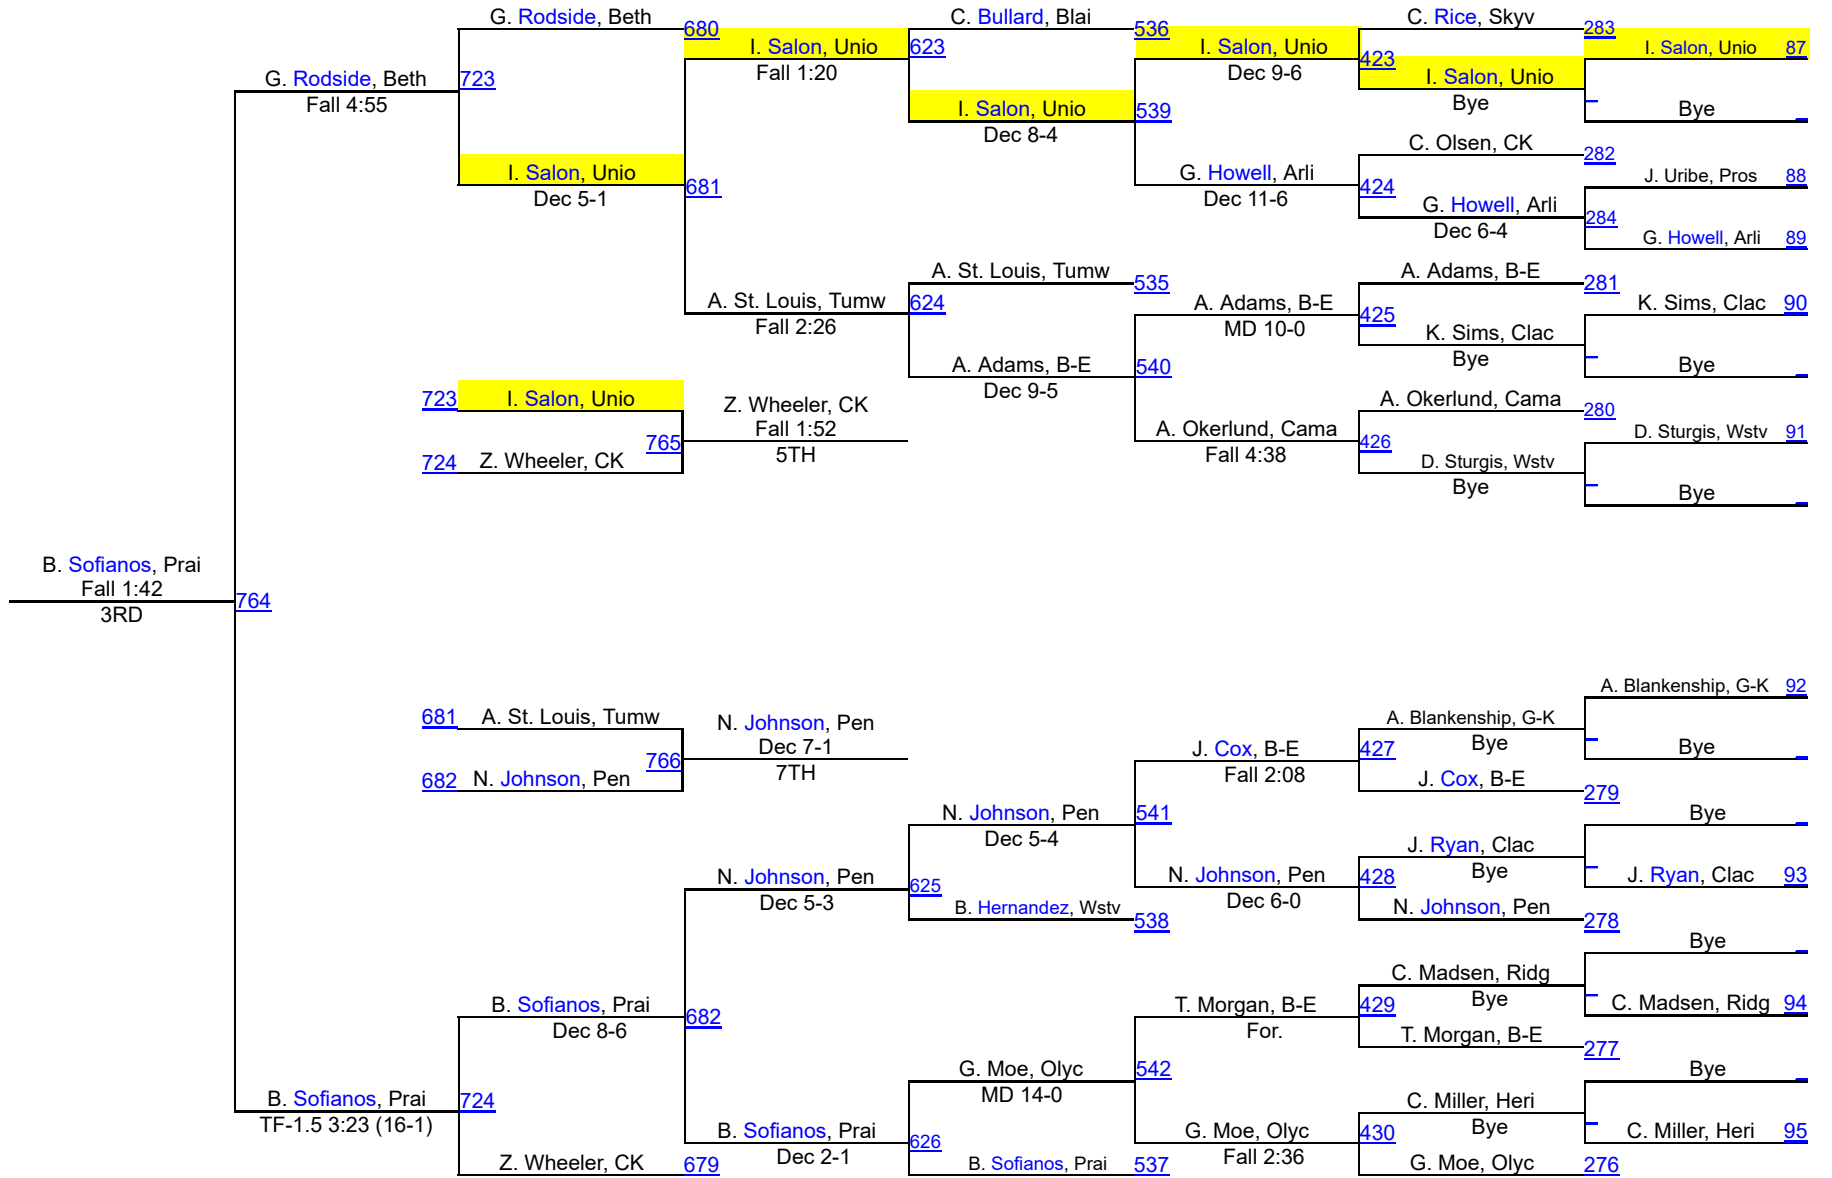 G. Rodside, Beth
680
C. Bullard, Blai
536
C. Rice, Skyv
283
I. Salon, Unio
623
I. Salon, Unio
423
I. Salon, Unio 87
G. Rodside, Beth
723
Fall 1:20
Dec 9-6
I. Salon, Unio
Fall 4:55
I. Salon, Unio
539
Bye
Bye
Dec 8-4
C. Olsen, CK
282
I. Salon, Unio
681
G. Howell, Arli
424
J. Uribe, Pros 88
Dec 5-1
Dec 11-6
G. Howell, Arli
284
Dec 6-4
G. Howell, Arli 89
A. St. Louis, Tumw
535
A. Adams, B-E
281
A. St. Louis, Tumw
624
A. Adams, B-E
425
K. Sims, Clac 90
Fall 2:26
MD 10-0
K. Sims, Clac
A. Adams, B-E
540
Bye
Bye
Dec 9-5
723 I. Salon, Unio
Z. Wheeler, CK
A. Okerlund, Cama
280
765
Fall 1:52
A. Okerlund, Cama
426
D. Sturgis, Wstv 91
724 Z. Wheeler, CK
5TH
Fall 4:38
D. Sturgis, Wstv
Bye
Bye
B. Sofianos, Prai
Fall 1:42
764
3RD
A. Blankenship, G-K 92
681 A. St. Louis, Tumw
N. Johnson, Pen
A. Blankenship, G-K
766
Dec 7-1
J. Cox, B-E
427
Bye
Bye
682 N. Johnson, Pen
7TH
Fall 2:08
J. Cox, B-E
279
N. Johnson, Pen
541
Bye
Dec 5-4
J. Ryan, Clac
N. Johnson, Pen
625
N. Johnson, Pen
428
Bye
J. Ryan, Clac 93
Dec 5-3
B. Hernandez, Wstv
538
Dec 6-0
N. Johnson, Pen
278
Bye
C. Madsen, Ridg
B. Sofianos, Prai
682
T. Morgan, B-E
429
Bye
C. Madsen, Ridg 94
Dec 8-6
For.
T. Morgan, B-E
277
G. Moe, Olyc
542
Bye
B. Sofianos, Prai
724
MD 14-0
C. Miller, Heri
TF-1.5 3:23 (16-1)
B. Sofianos, Prai
626
G. Moe, Olyc
430
Bye
C. Miller, Heri 95
Z. Wheeler, CK
679
Dec 2-1
B. Sofianos, Prai
537
Fall 2:36
G. Moe, Olyc
276